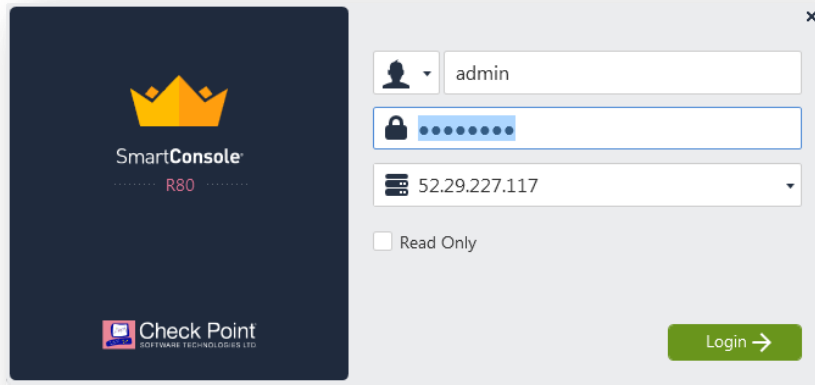 SmartConsole
R80
Check Point
SOFTWARE TECHNOLOGIES LTD.
admin
●●●●●●●●
52.29.227.117
Read Only
Login →